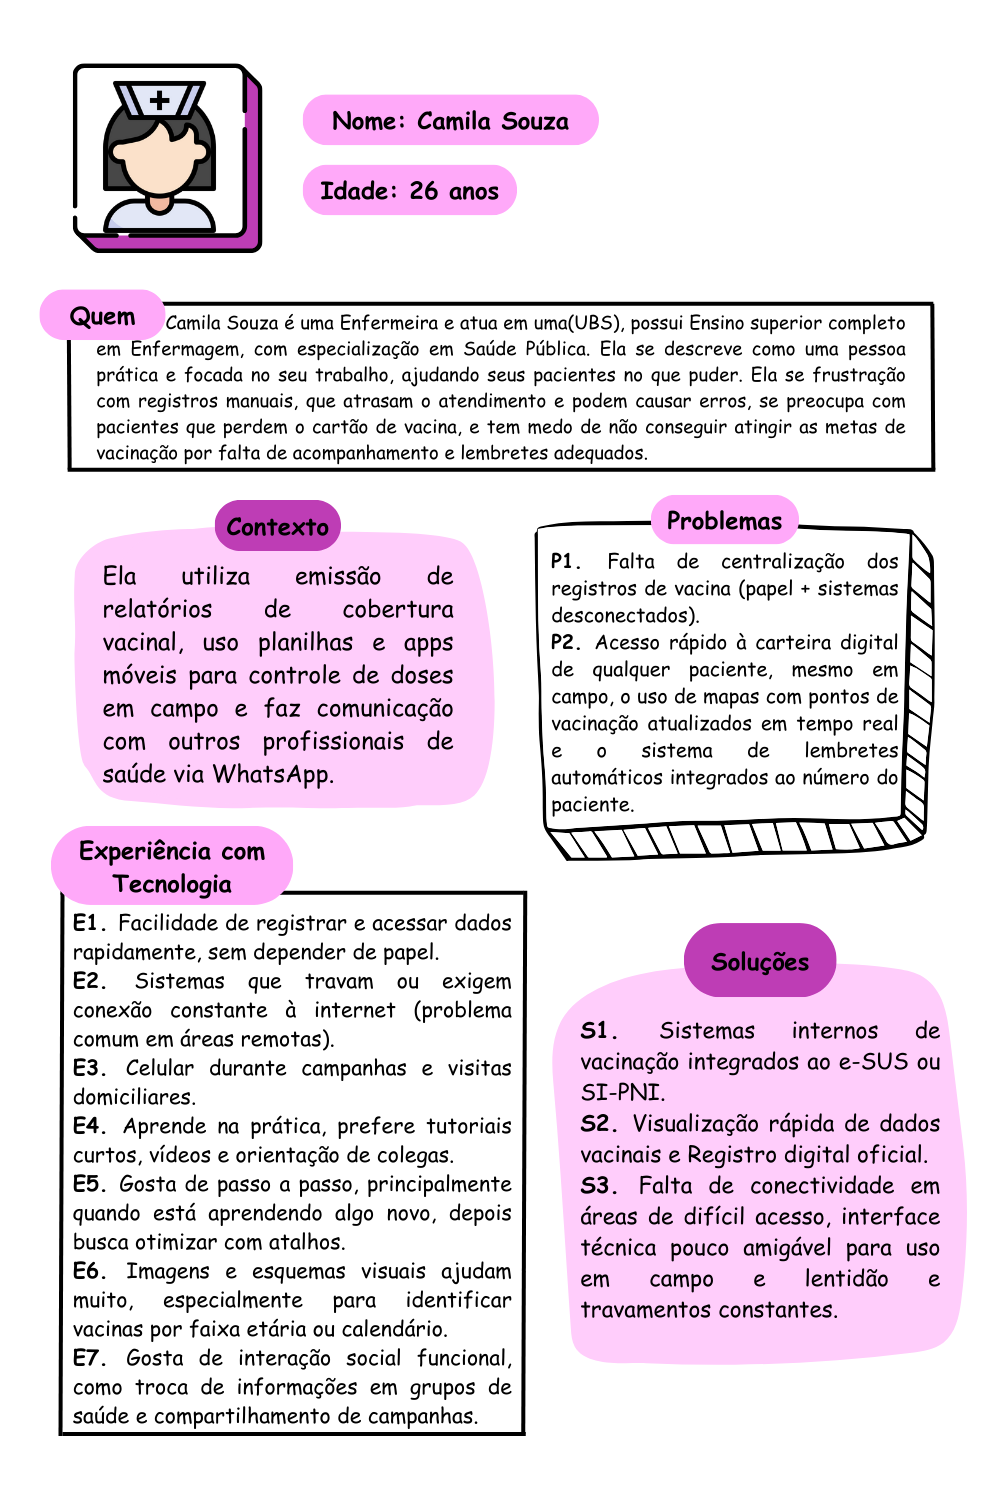 Nome: Camila Souza
Idade: 26 anos
Quem
Camila Souza é uma Enfermeira e atua em uma(UBS), possui Ensino superior completo
em Enfermagem, com especialização em Saúde Pública. Ela se descreve como uma pessoa
prática e focada no seu trabalho, ajudando seus pacientes no que puder. Ela se frustração
com registros manuais, que atrasam o atendimento e podem causar erros, se preocupa com
pacientes que perdem o cartão de vacina, e tem medo de não conseguir atingir as metas de
vacinação por falta de acompanhamento e lembretes adequados.
Contexto
Ela utiliza emissão de
relatórios de cobertura
vacinal, uso planilhas e apps
móveis para controle de doses
em campo e faz comunicação
com outros profissionais de
saúde via WhatsApp.
Problemas
P1. Falta de centralização dos
registros de vacina (papel + sistemas
desconectados).
P2. Acesso rápido à carteira digital
de qualquer paciente, mesmo em
campo, o uso de mapas com pontos de
vacinação atualizados em tempo real
e o sistema de lembretes
automáticos integrados ao número do
paciente.
Experiência com
Tecnologia
E1. Facilidade de registrar e acessar dados
rapidamente, sem depender de papel.
E2. Sistemas que travam ou exigem
conexão constante à internet (problema
comum em áreas remotas).
E3. Celular durante campanhas e visitas
domiciliares.
E4. Aprende na prática, prefere tutoriais
curtos, vídeos e orientação de colegas.
E5. Gosta de passo a passo, principalmente
quando está aprendendo algo novo, depois
busca otimizar com atalhos.
E6. Imagens e esquemas visuais ajudam
muito, especialmente para identificar
vacinas por faixa etária ou calendário.
E7. Gosta de interação social funcional,
como troca de informações em grupos de
saúde e compartilhamento de campanhas.
Soluções
S1. Sistemas internos de
vacinação integrados ao e-SUS ou
SI-PNI.
S2. Visualização rápida de dados
vacinais e Registro digital oficial.
S3. Falta de conectividade em
áreas de difícil acesso, interface
técnica pouco amigável para uso
em campo e lentidão e
travamentos constantes.